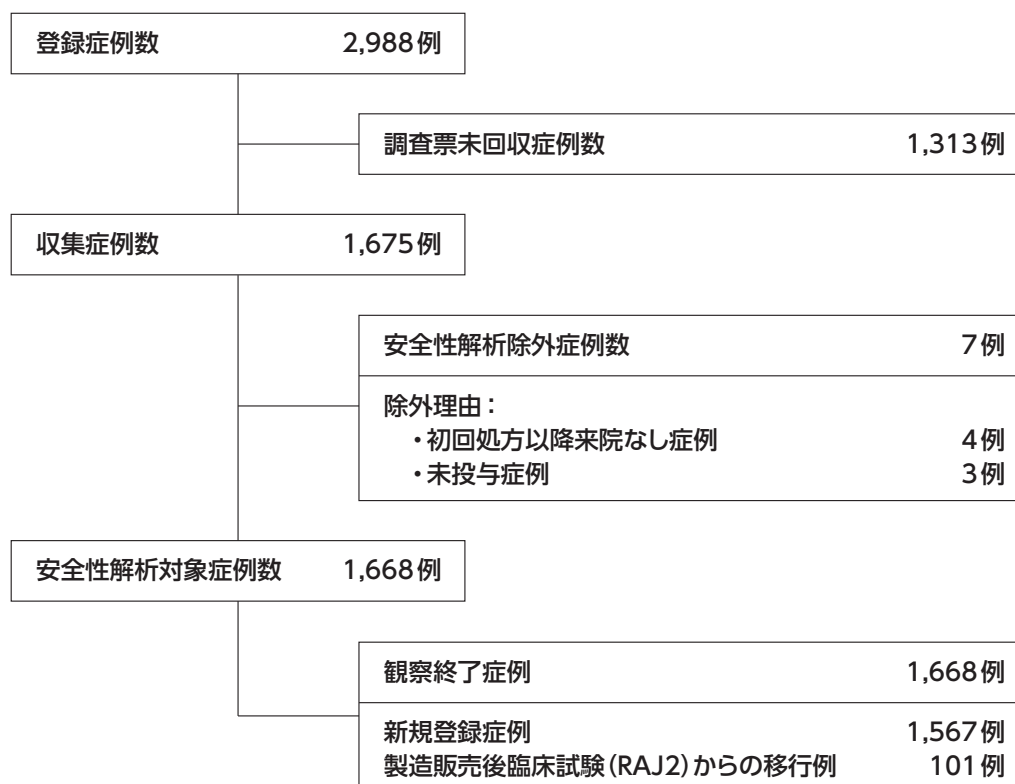 登録症例数 2,988例
調査票未回収症例数 1,313例
収集症例数 1,675例
安全性解析除外症例数 7例
除外理由：
・初回処方以降来院なし症例 4例
・未投与症例 3例
安全性解析対象症例数 1,668例
観察終了症例 1,668例
新規登録症例 1,567例
製造販売後臨床試験（RAJ2）からの移行例 101例